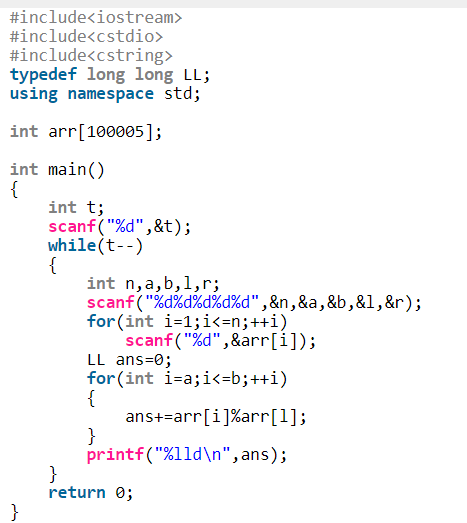 #include<iostream>
#include<cstdio>
#include<cstring>
typedef long long LL;
using namespace std;
int arr[100005];
int main()
{
    int t;
    scanf("%d",&t);
    while(t--)
    {
        int n,a,b,l,r;
        scanf("%d%d%d%d%d",&n,&a,&b,&l,&r);
        for(int i=1;i<=n;++i)
            scanf("%d",&arr[i]);
        LL ans=0;
        for(int i=a;i<=b;++i)
        {
            ans+=arr[i]%arr[l];
        }
        printf("%lld\n",ans);
    }
    return 0;
}